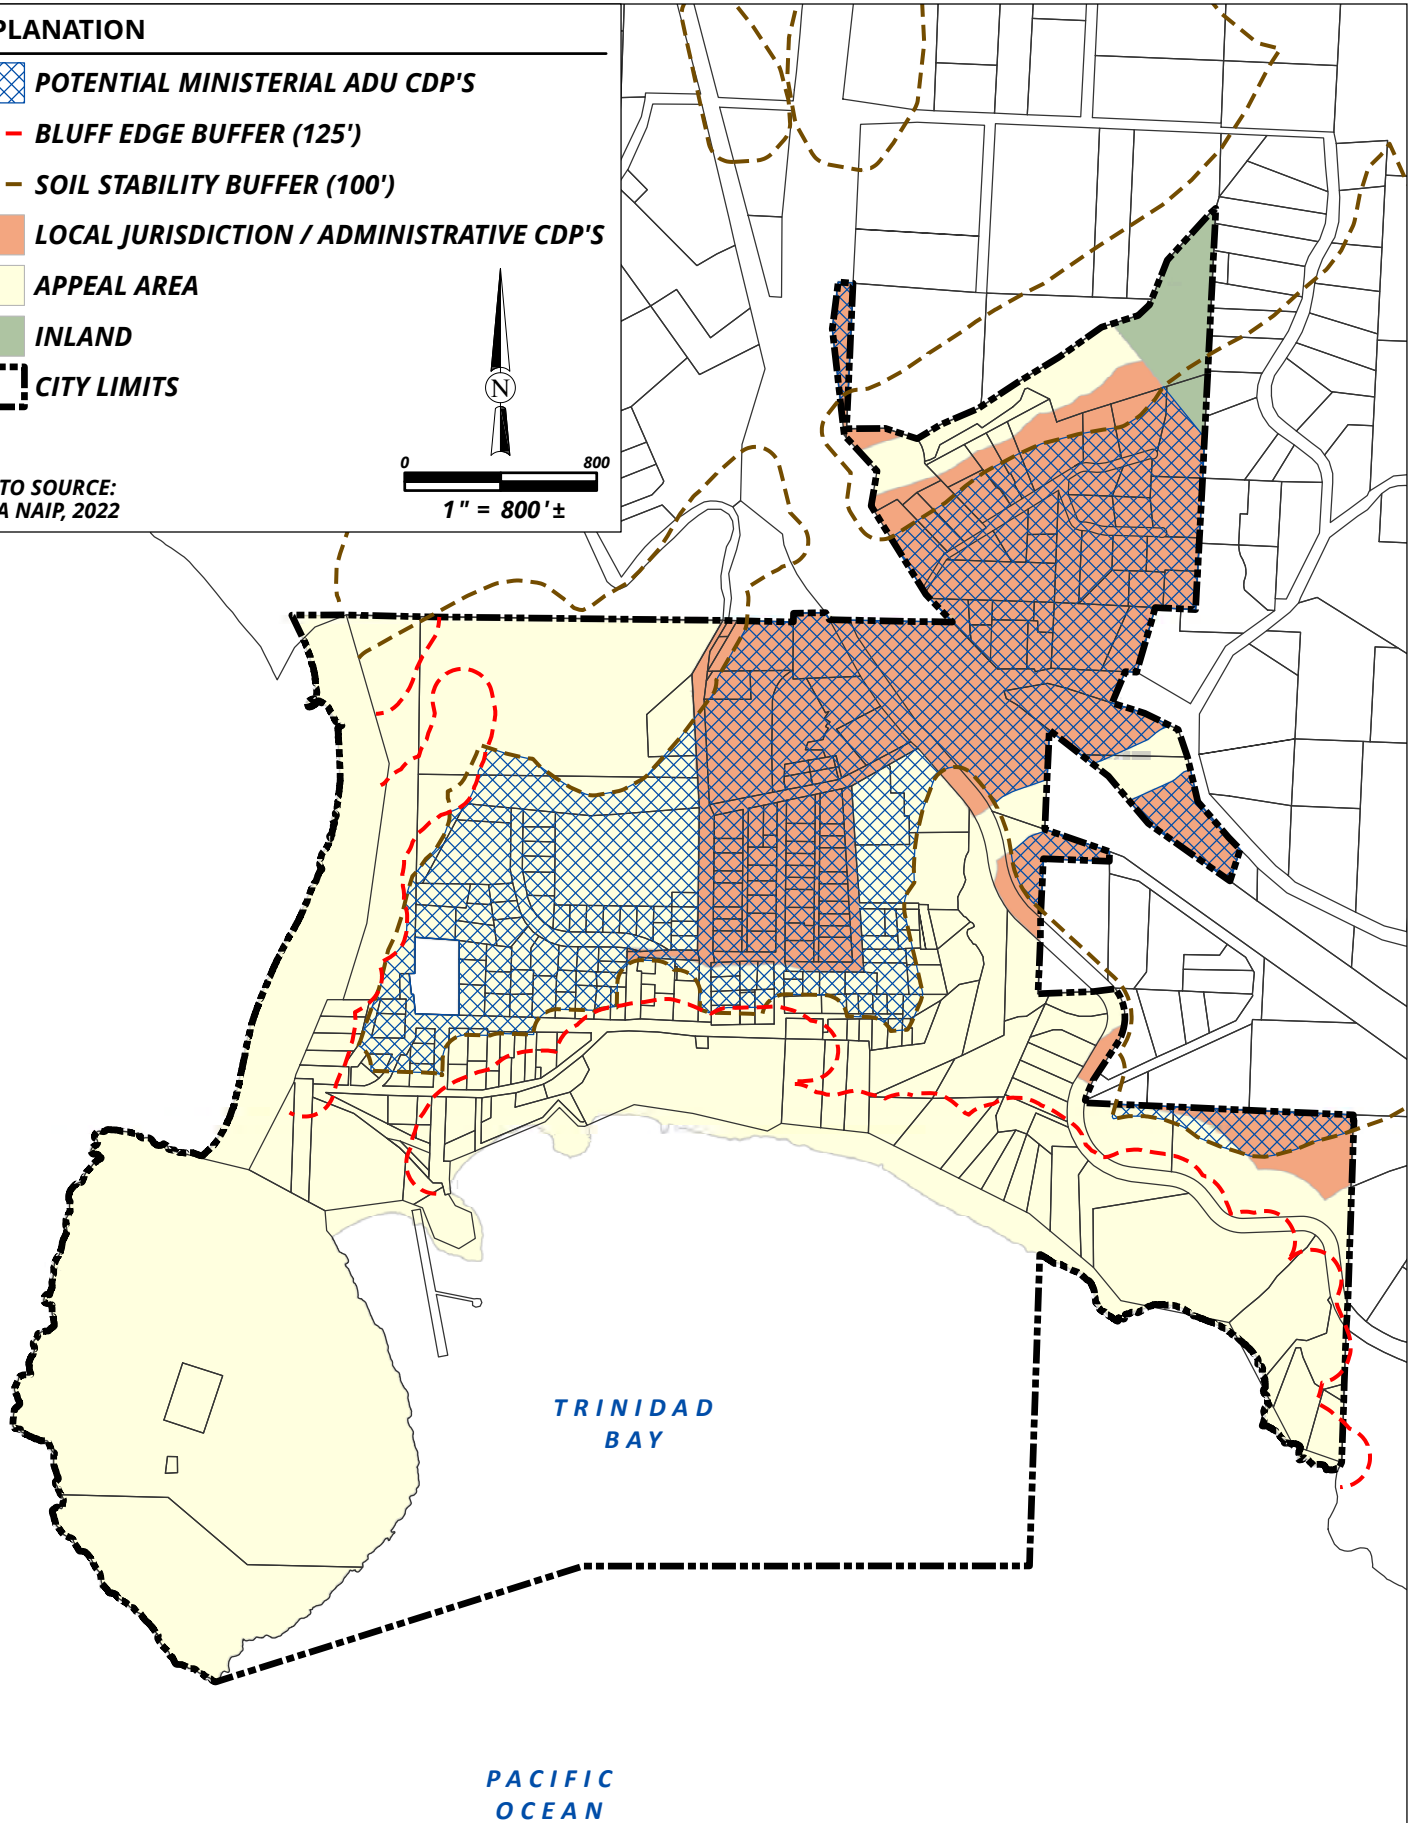 PLANATION
POTENTIAL MINISTERIAL ADU CDP'S
BLUFF EDGE BUFFER (125')
SOIL STABILITY BUFFER (100')
LOCAL JURISDICTION / ADMINISTRATIVE CDP'S
APPEAL AREA
INLAND
CITY LIMITS
N
0 800
1" = 800'±
TO SOURCE:
A NAIP, 2022
TRINIDAD
BAY
PACIFIC
OCEAN